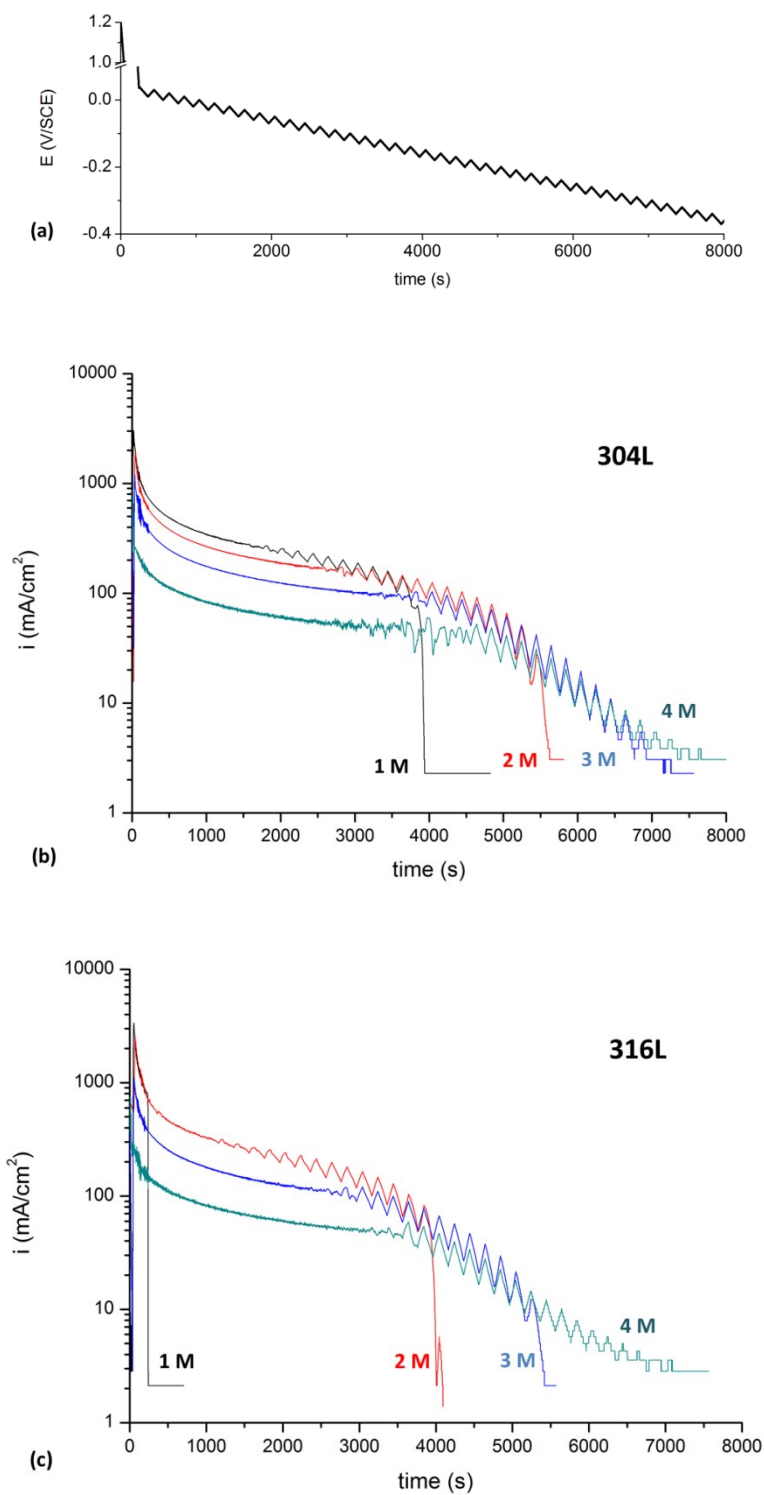 1.2
1.0
0.0
-0.2
-0.4
E (V/SCE)
0 2000 4000 6000 8000
time (s)
(a)
10000
1000
100
10
1
i (mA/cm²)
304L
1 M 2 M 3 M 4 M
0 1000 2000 3000 4000 5000 6000 7000 8000
time (s)
(b)
10000
1000
100
10
1
i (mA/cm²)
316L
1 M 2 M 3 M 4 M
0 1000 2000 3000 4000 5000 6000 7000 8000
time (s)
(c)